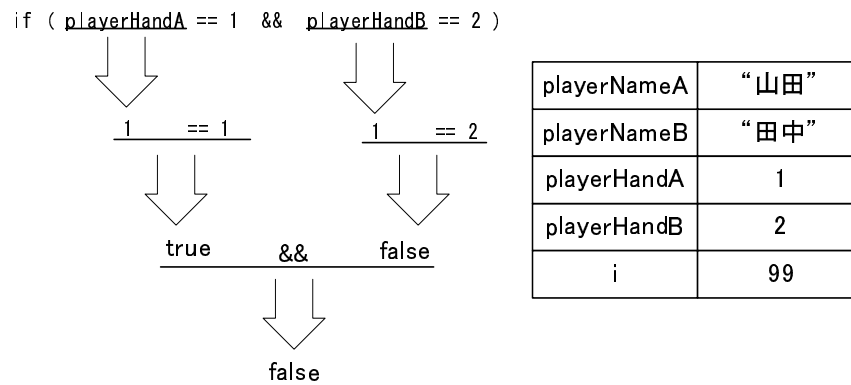 if ( playerHandA == 1 && playerHandB == 2 )
1 == 1
1 == 2
true && false
false
playerNameA “山田”
playerNameB “田中”
playerHandA 1
playerHandB 2
i 99